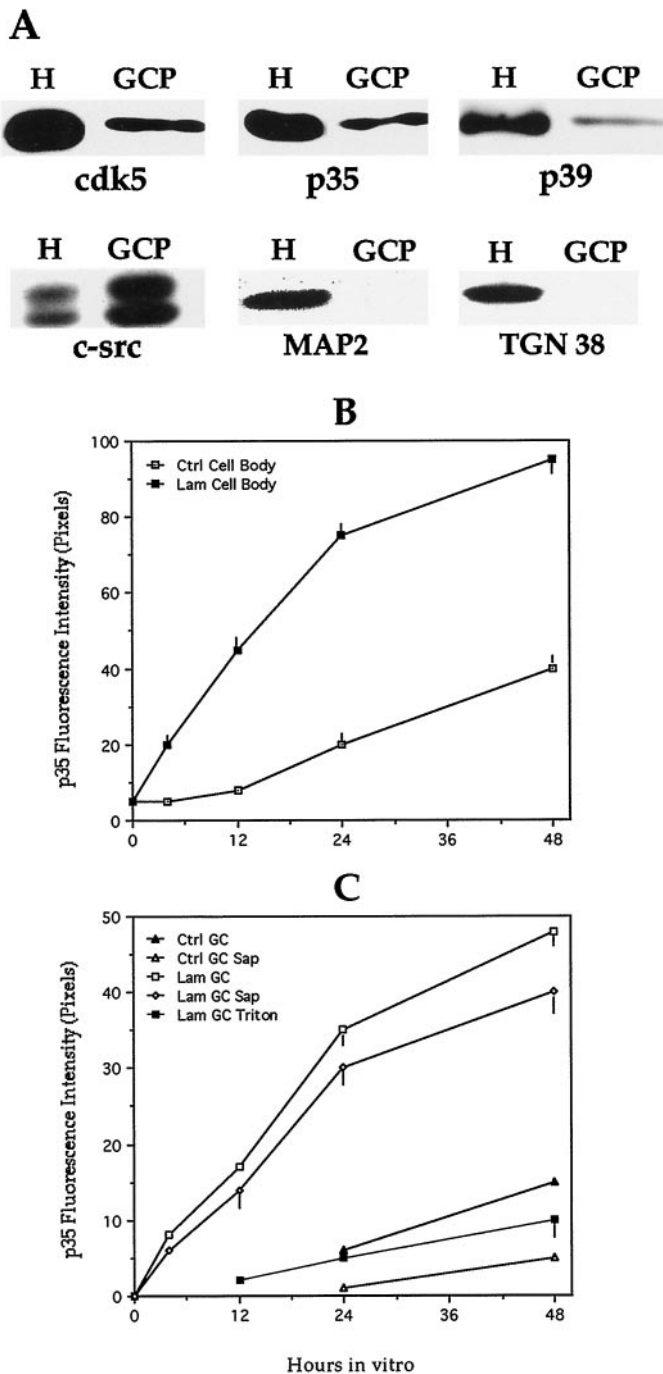 A
H GCP H GCP H GCP
cdk5 p35 p39
H GCP H GCP H GCP
c-src MAP2 TGN 38
B
p35 Fluorescence Intensity (Pixels)
100
80
60
40
20
0
Ctrl Cell Body
Lam Cell Body
0 12 24 36 48
C
p35 Fluorescence Intensity (Pixels)
50
40
30
20
10
0
Ctrl GC
Ctrl GC Sap
Lam GC
Lam GC Sap
Lam GC Triton
0 12 24 36 48
Hours in vitro